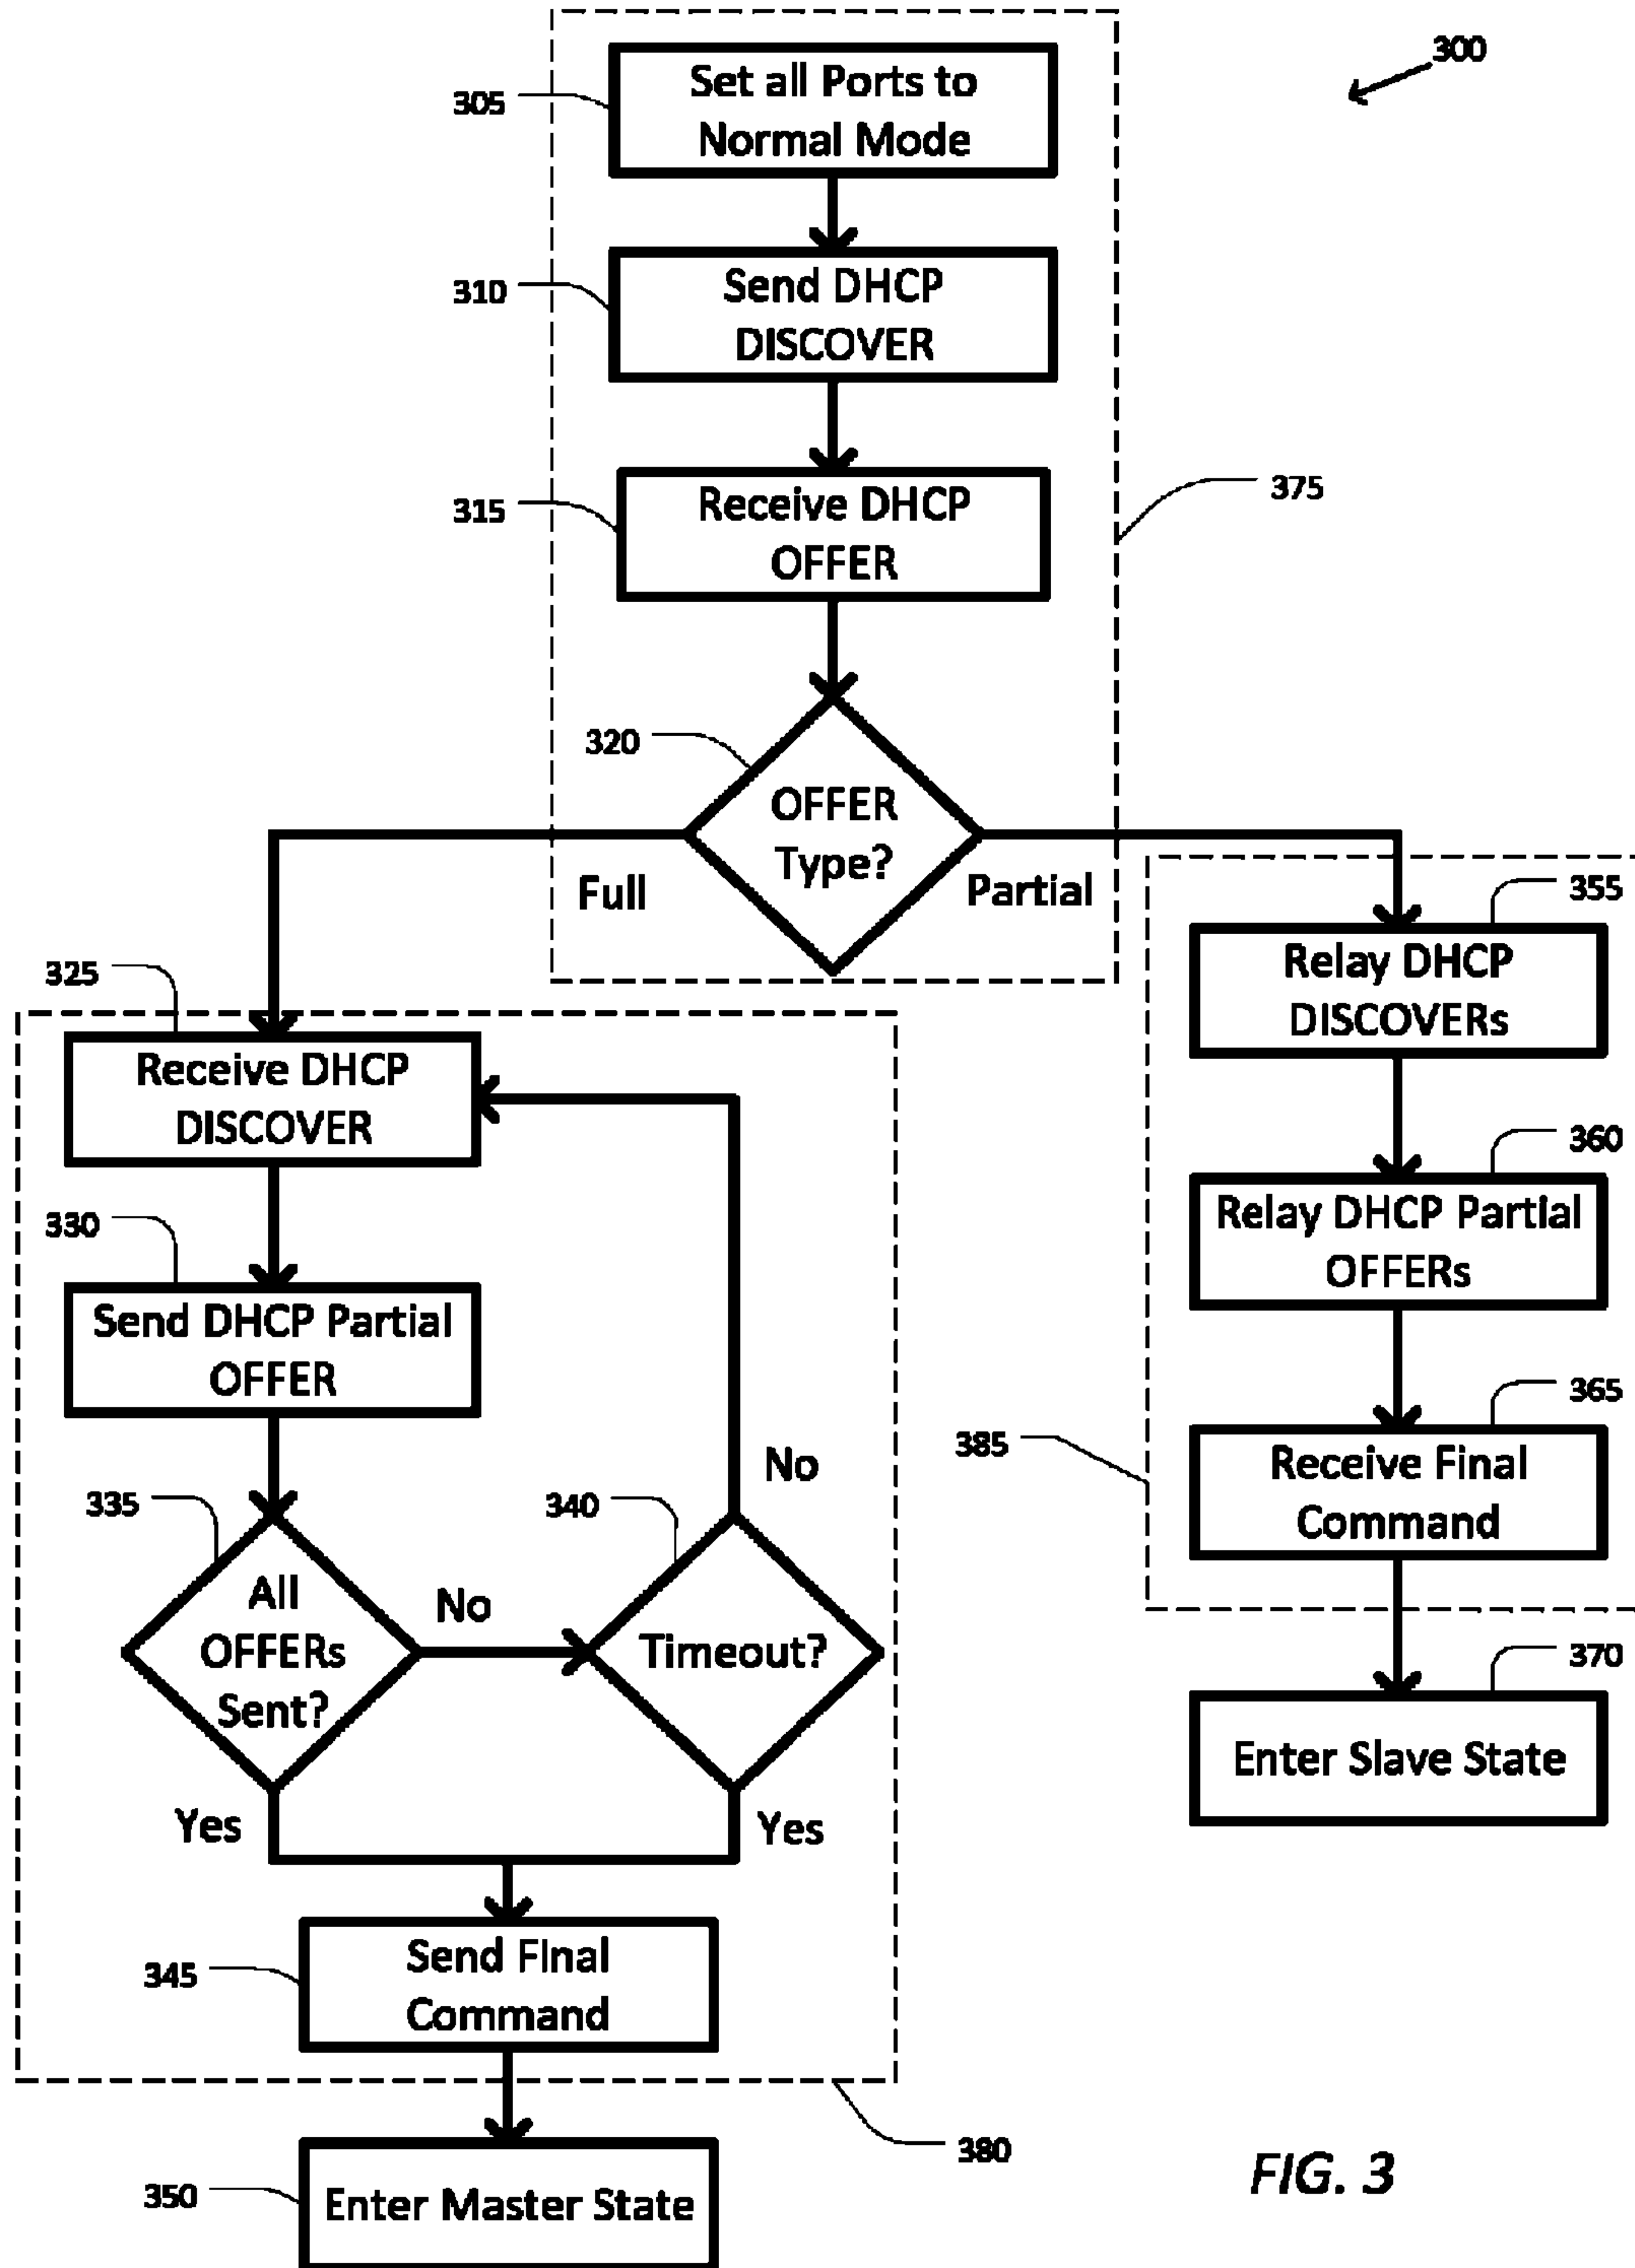 300
305
Set all Ports to
Normal Mode
310
Send DHCP
DISCOVER
315
Receive DHCP
OFFER
375
320
OFFER
Type?
Full
Partial
325
Receive DHCP
DISCOVER
330
Send DHCP Partial
OFFER
335
All
OFFERs
Sent?
No
340
Timeout?
No
Yes
Yes
345
Send Final
Command
380
350
Enter Master State
355
Relay DHCP
DISCOVERs
360
Relay DHCP Partial
OFFERs
365
Receive Final
Command
385
370
Enter Slave State
FIG. 3